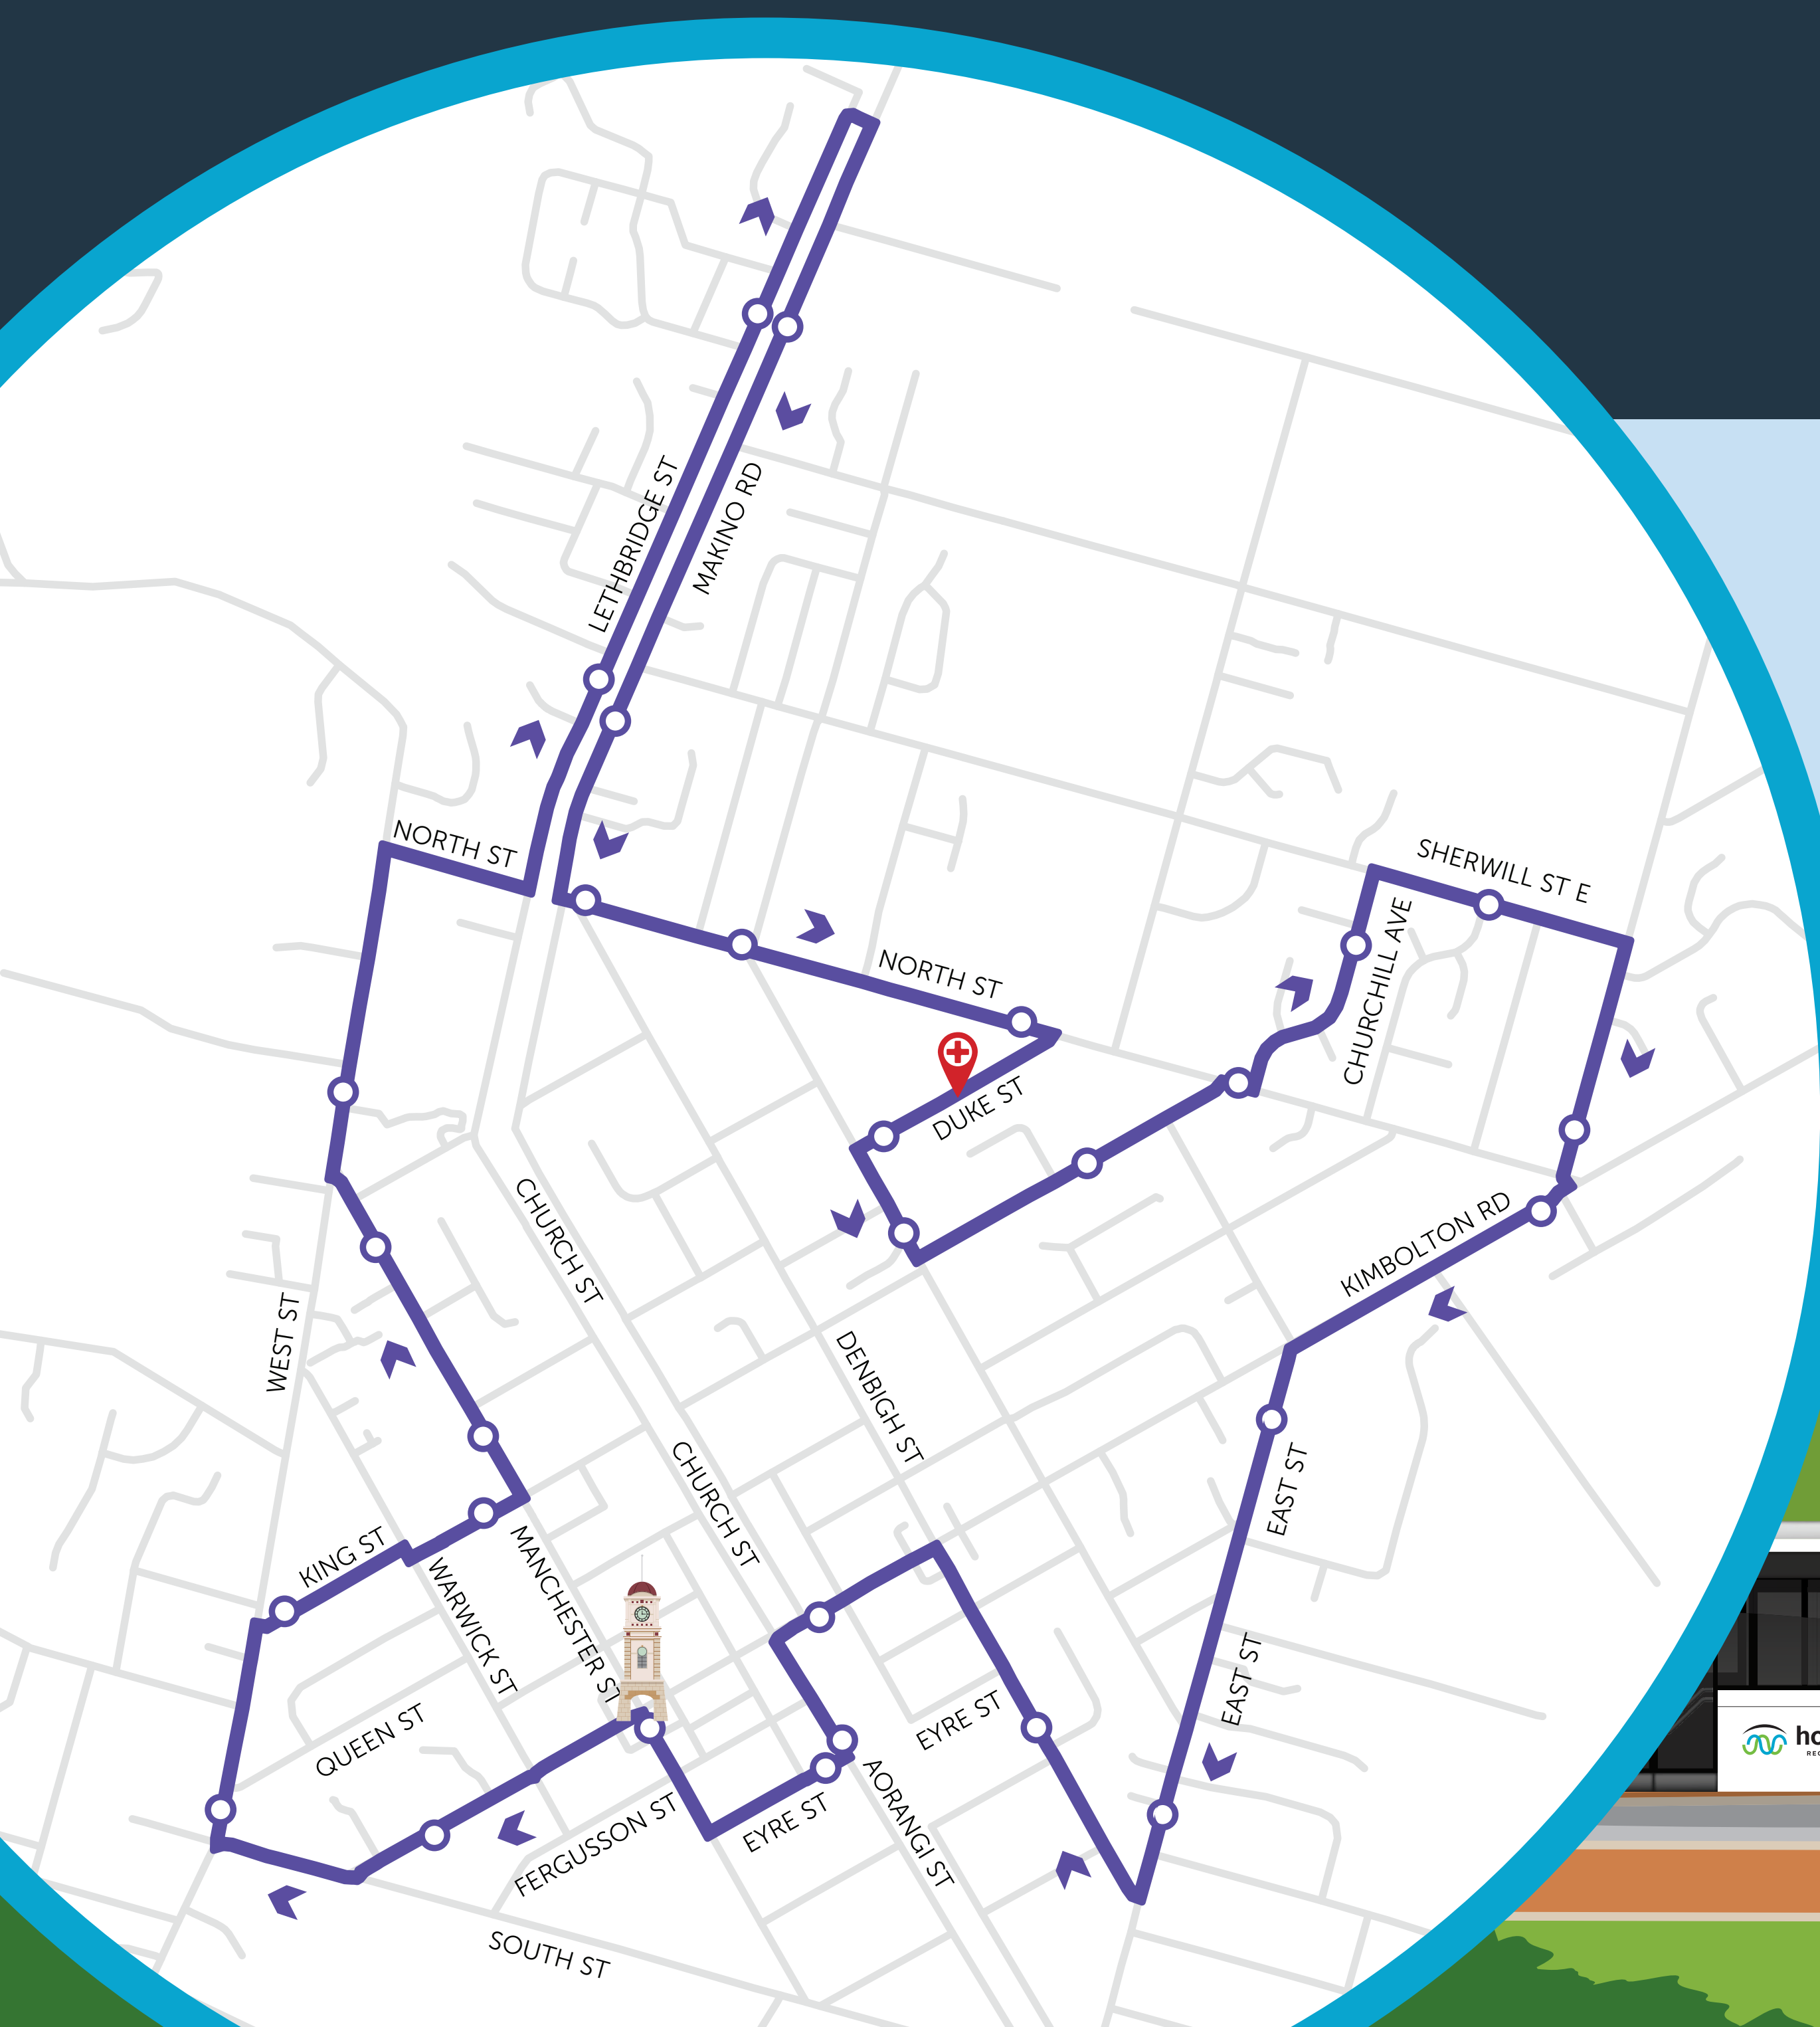 LETHBRIDGE ST
MAKINO RD
NORTH ST
SHERWILL ST E
CHURCHILL AVE
NORTH ST
DUKE ST
CHURCH ST
KIMBOLTON RD
WEST ST
DENBIGH ST
CHURCH ST
EAST ST
KING ST
MANCHESTER ST
WARWICK ST
EAST ST
QUEEN ST
EYRE ST
AORANGI ST
EYRE ST
FERGUSSON ST
SOUTH ST